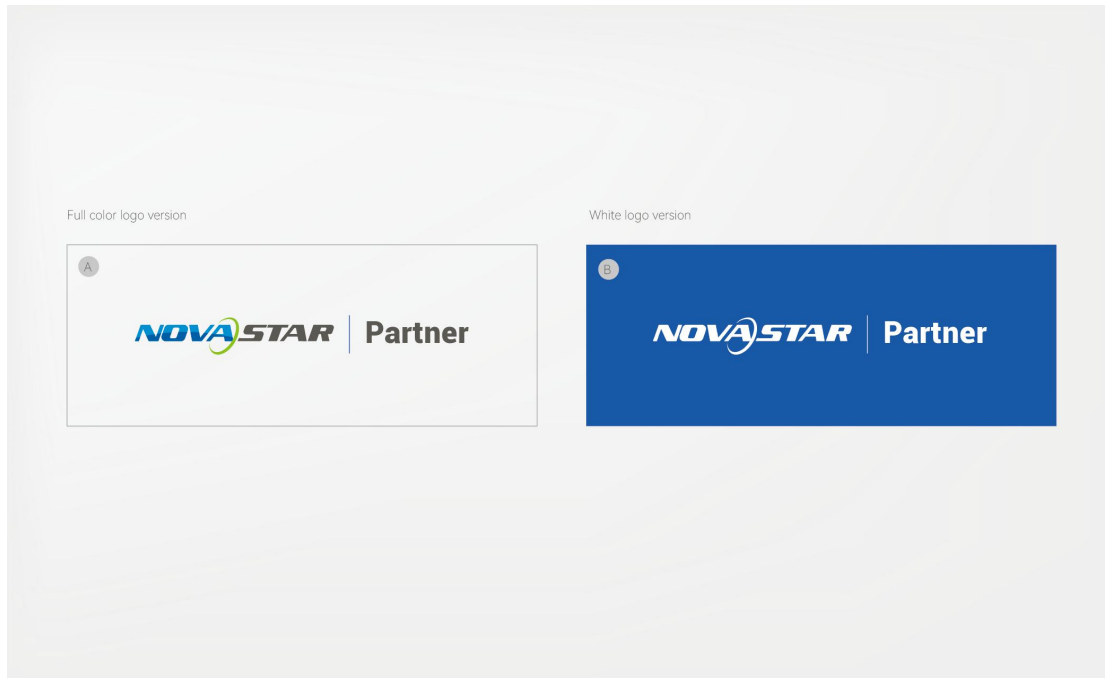 Full color logo version
White logo version
A
B
NOVASTAR | Partner
NOVASTAR | Partner